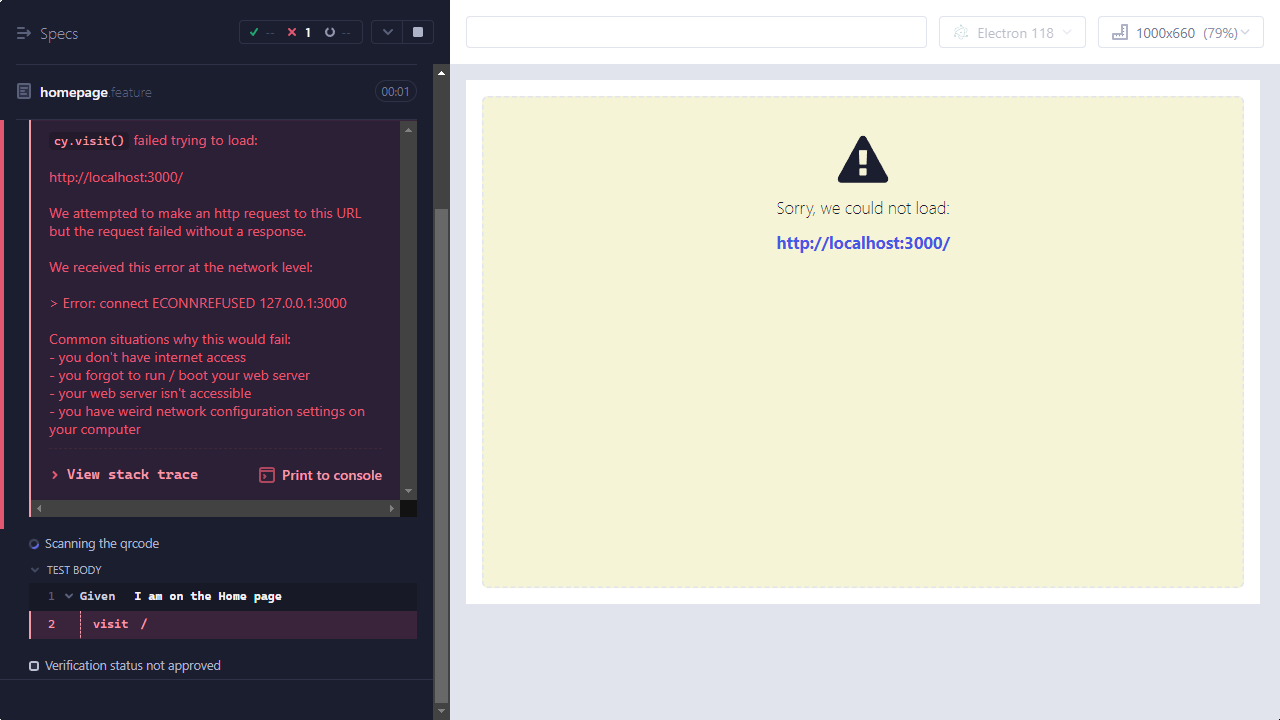 Specs
-- 1 --
Electron 118
1000x660 (79%)
homepage.feature
00:01
cy.visit() failed trying to load:
http://localhost:3000/
We attempted to make an http request to this URL
but the request failed without a response.
We received this error at the network level:
> Error: connect ECONNREFUSED 127.0.0.1:3000
Common situations why this would fail:
- you don't have internet access
- you forgot to run / boot your web server
- your web server isn't accessible
- you have weird network configuration settings on
your computer
View stack trace
Print to console
Scanning the qrcode
TEST BODY
1 Given I am on the Home page
2 visit /
Verification status not approved
Sorry, we could not load:
http://localhost:3000/